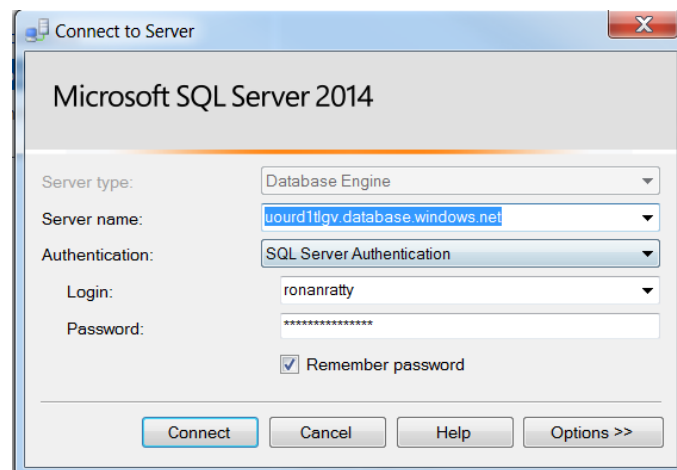 Connect to Server
Microsoft SQL Server 2014
Server type: Database Engine
Server name: uourd1tlgv.database.windows.net
Authentication: SQL Server Authentication
Login: ronanratty
Password: ***************
Remember password
Connect Cancel Help Options >>